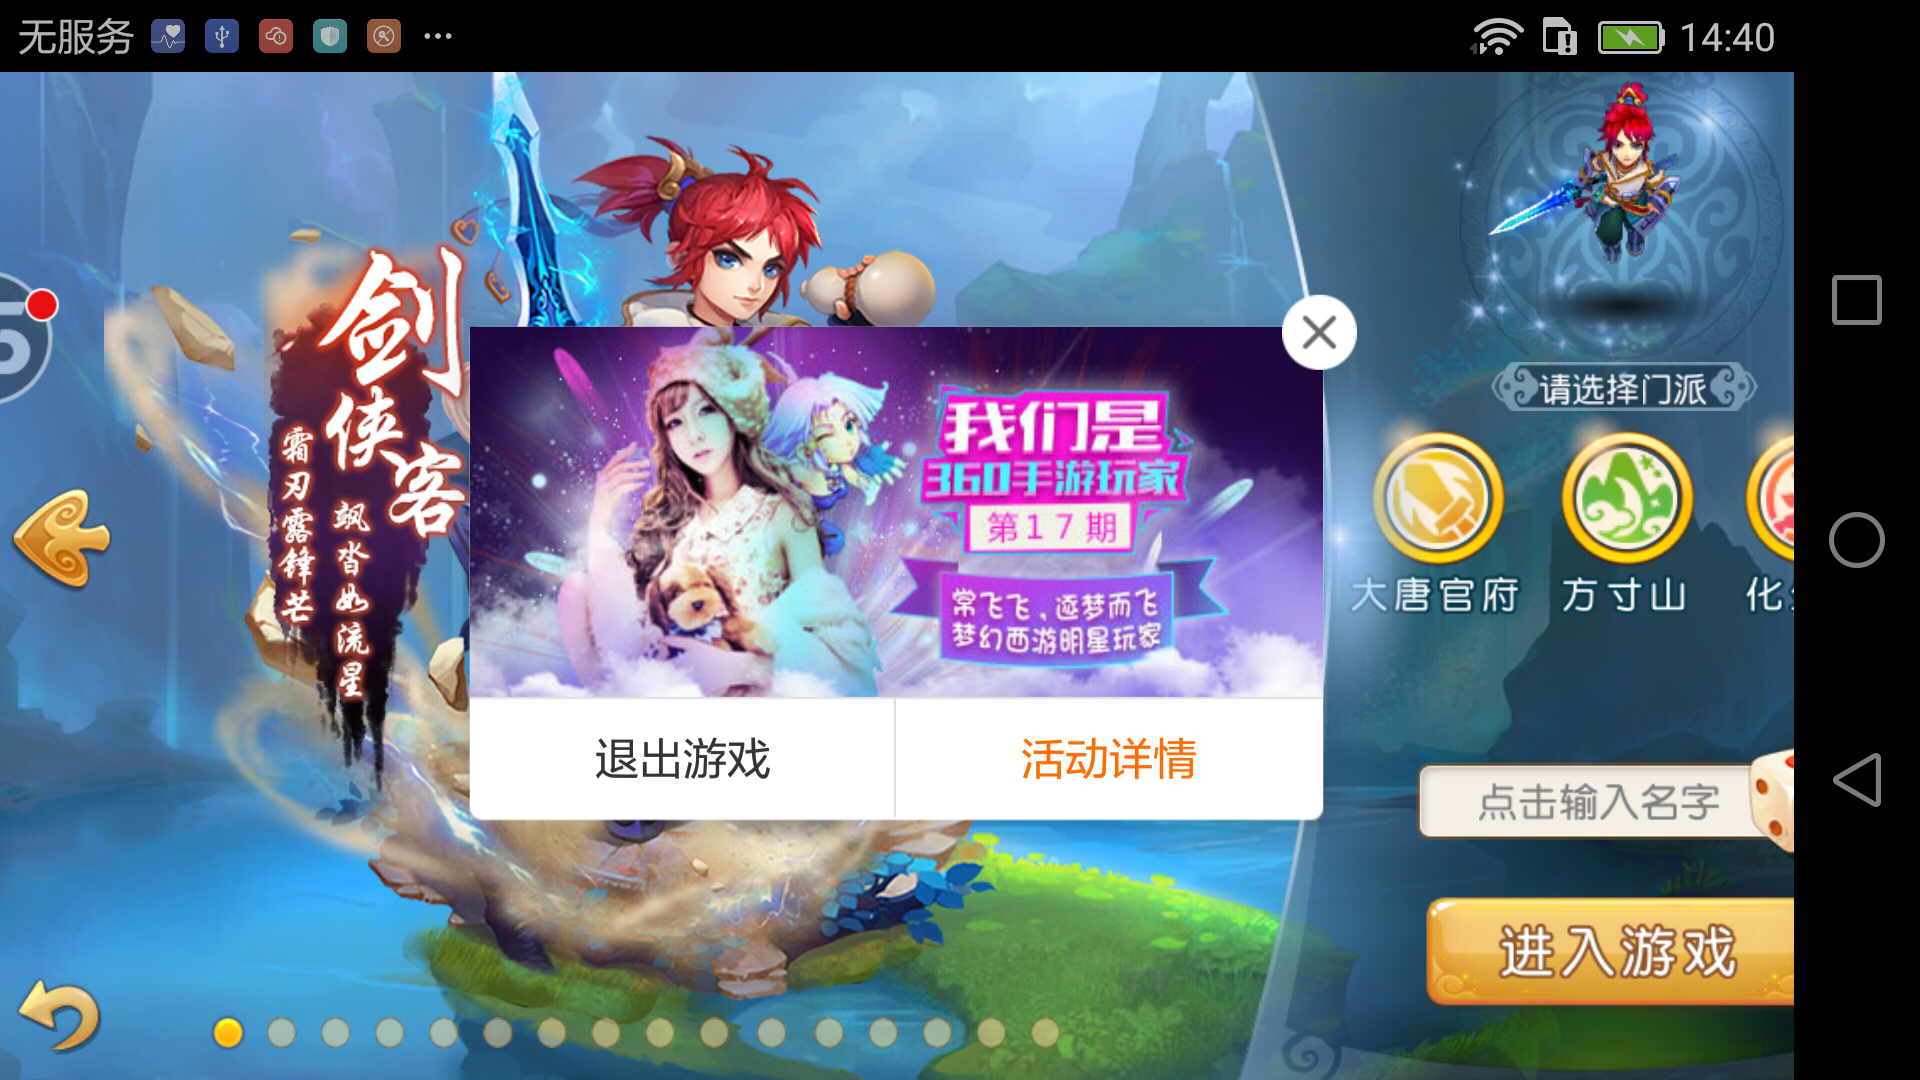 无服务
14:40
剑侠客
霜刃露锋芒
飒沓如流星
我们是
360手游玩家
第17期
常飞飞,逐梦而飞
梦幻西游明星玩家
退出游戏
活动详情
请选择门派
大唐官府
方寸山
化
点击输入名字
进入游戏